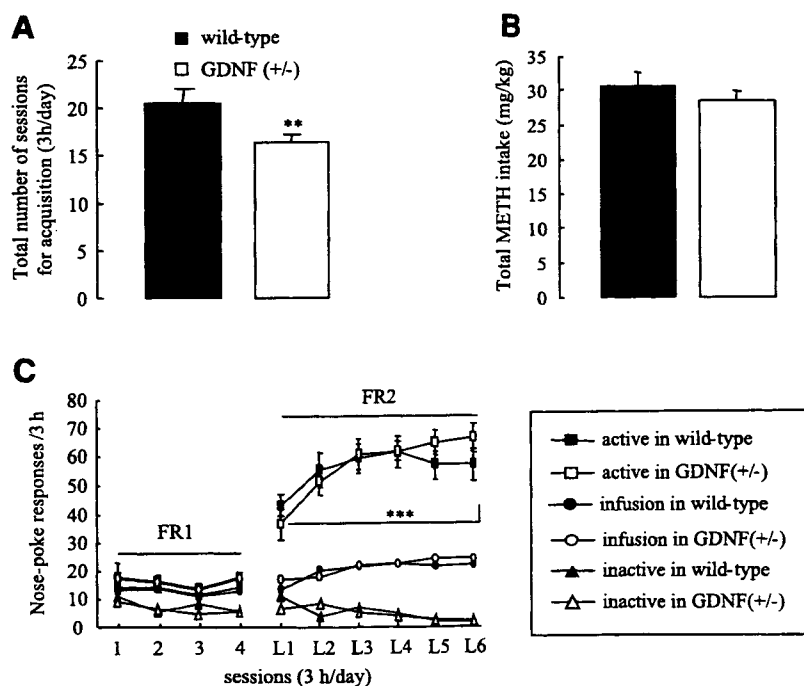 A
■ wild-type
□ GDNF (+/-)
Total number of sessions
for acquisition (3h/day)
25
20
15
10
5
0
**
B
Total METH intake (mg/kg)
35
30
25
20
15
10
5
0
C
Nose-poke responses /3 h
80
70
60
50
40
30
20
10
0
FR1
FR2
***
1 2 3 4 L1 L2 L3 L4 L5 L6
sessions (3 h/day)
active in wild-type
active in GDNF(+/-)
infusion in wild-type
infusion in GDNF(+/-)
inactive in wild-type
inactive in GDNF(+/-)